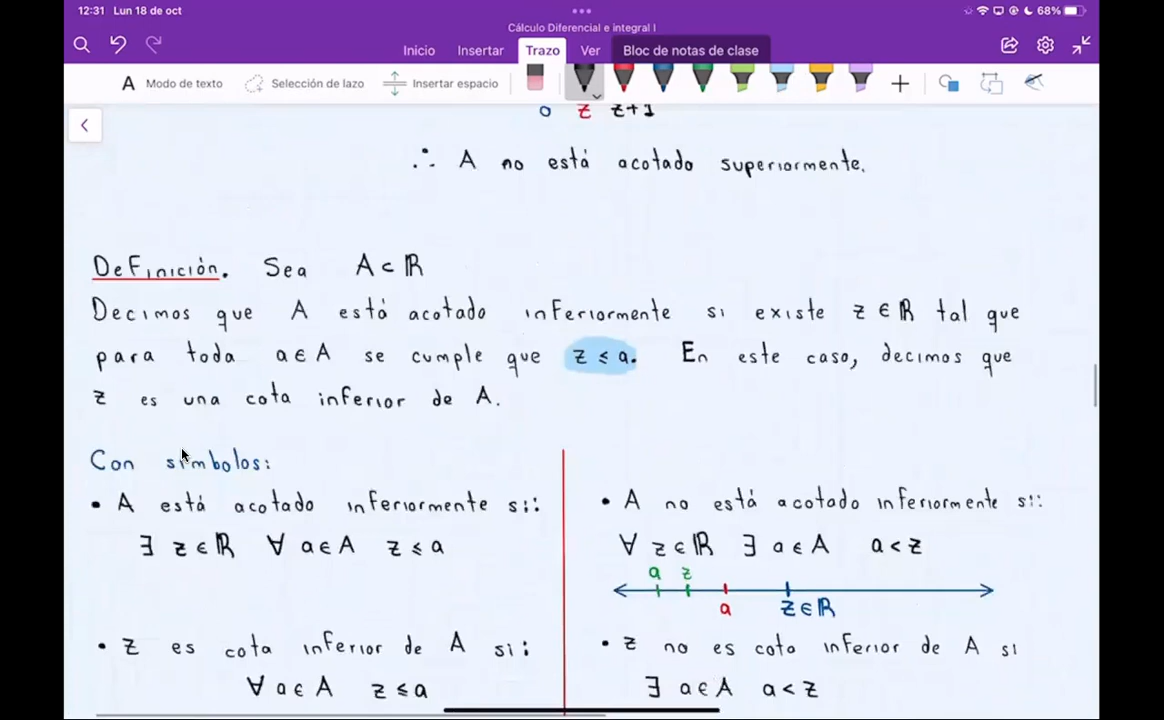 12:31 Lun 18 de oct
68%
Cálculo Diferencial e integral I
Inicio Insertar Trazo Ver Bloc de notas de clase
A Modo de texto Selección de lazo Insertar espacio
0 z z+1
∴ A no está acotado superiormente.
Definición. Sea A ⊂ ℝ
Decimos que A está acotado inferiormente si existe z ∈ ℝ tal que
para toda a ∈ A se cumple que z ≤ a. En este caso, decimos que
z es una cota inferior de A.
Con símbolos:
• A está acotado inferiormente si:
∃ z ∈ ℝ ∀ a ∈ A z ≤ a
• z es cota inferior de A si:
∀ a ∈ A z ≤ a
• A no está acotado inferiormente si:
∀ z ∈ ℝ ∃ a ∈ A a < z
a z
a z ∈ ℝ
• z no es cota inferior de A si
∃ a ∈ A a < z